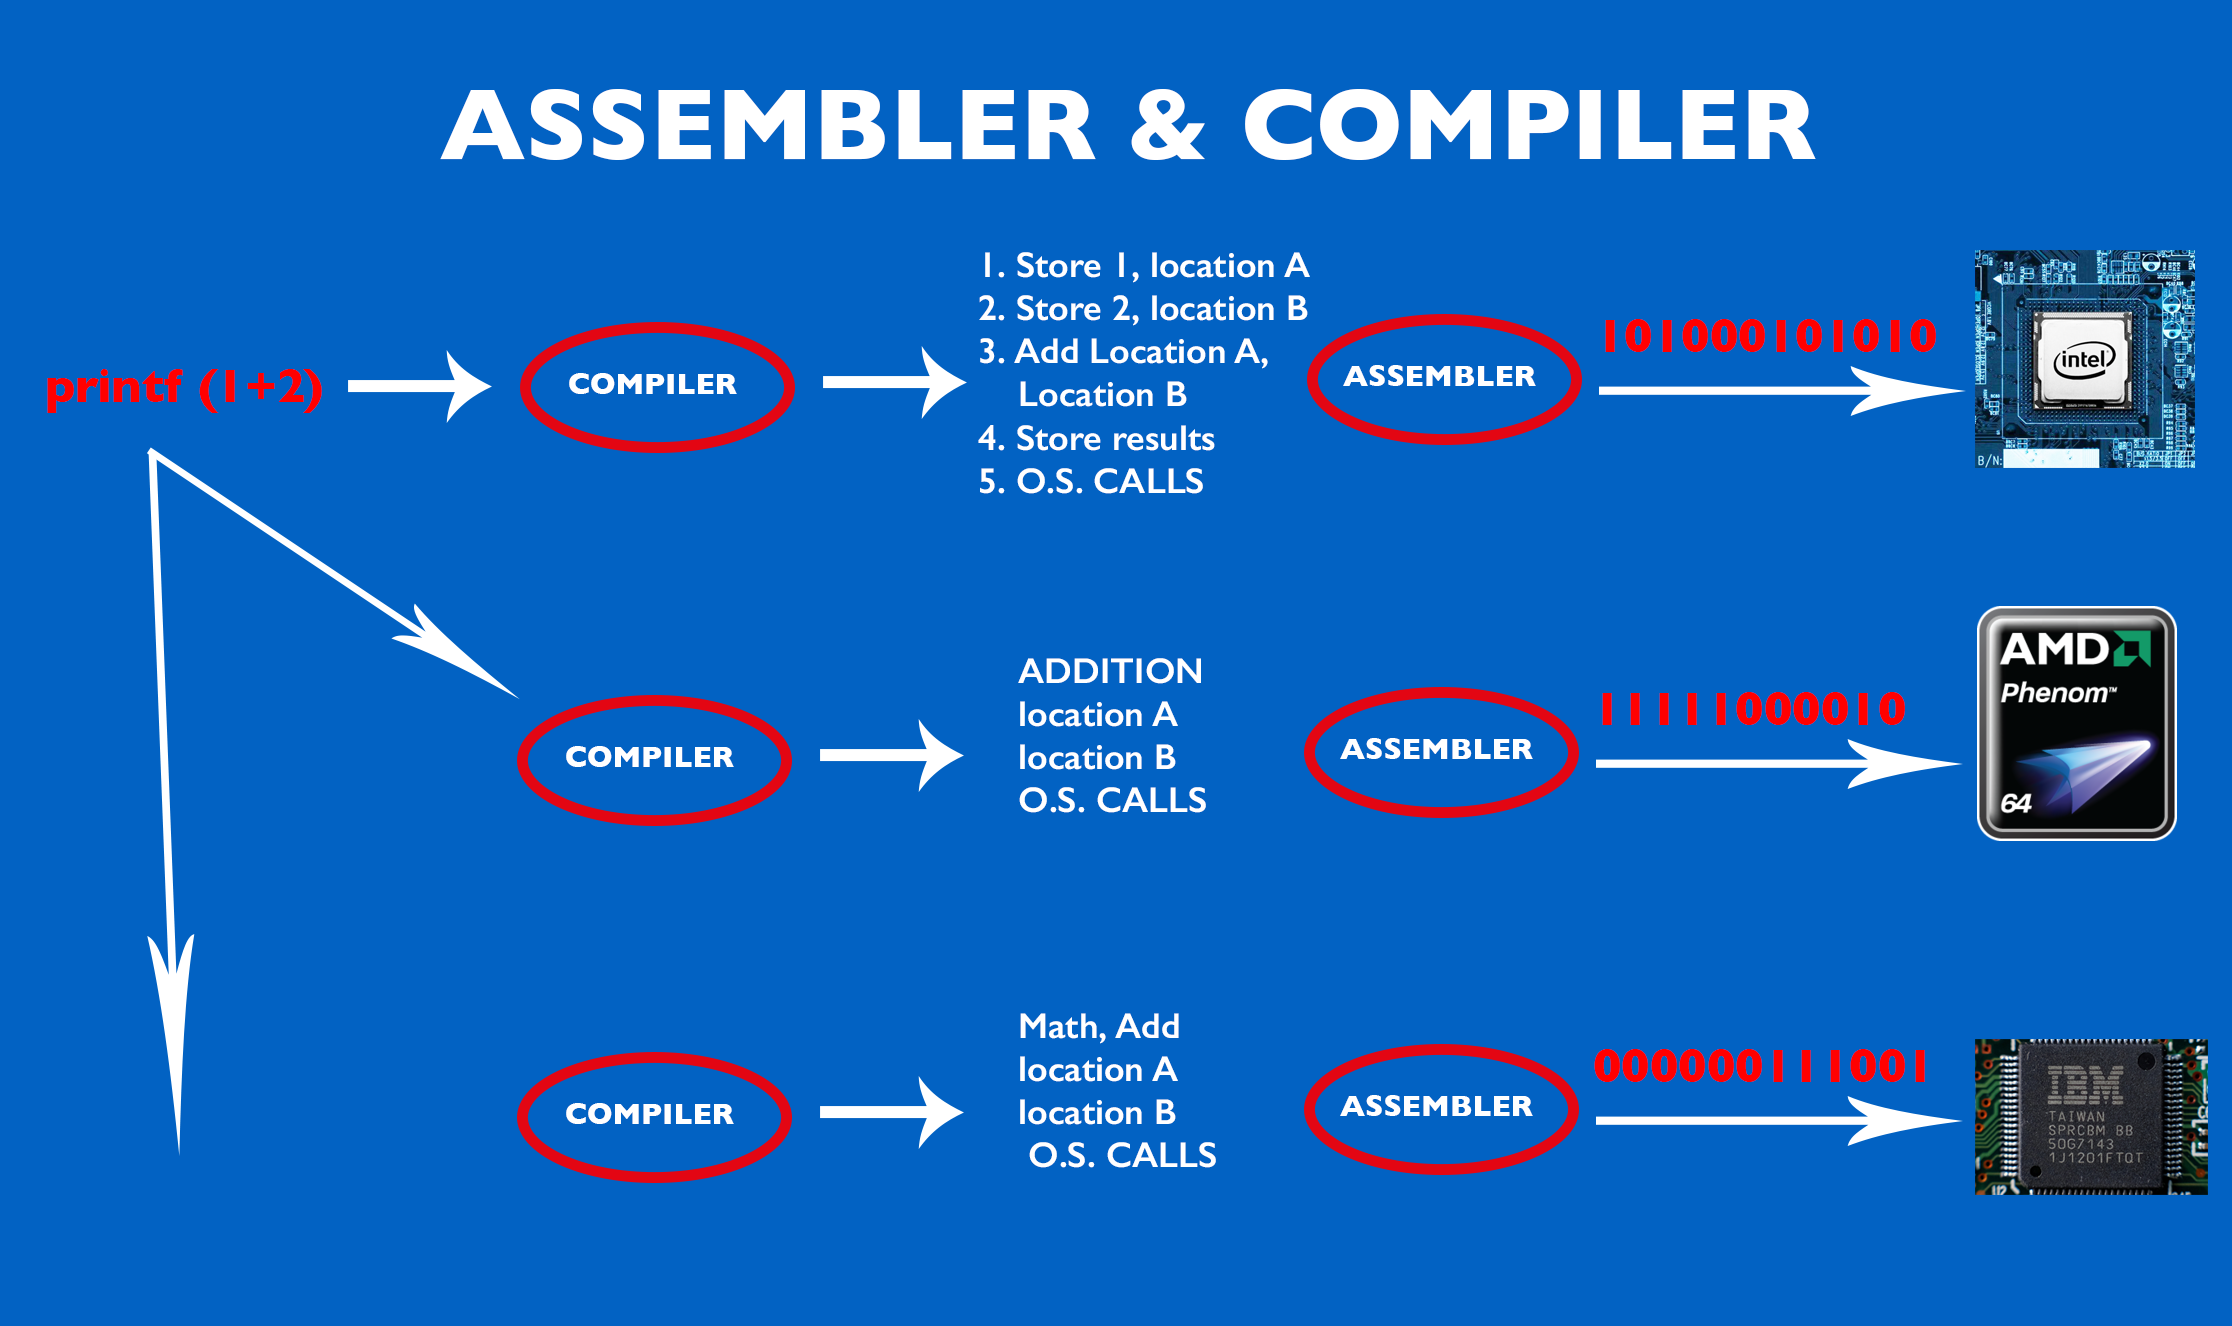 ASSEMBLER & COMPILER
printf (1+2)
COMPILER
1. Store 1, location A
2. Store 2, location B
3. Add Location A,
Location B
4. Store results
5. O.S. CALLS
ASSEMBLER
101000101010
intel
B/N:
COMPILER
ADDITION
location A
location B
O.S. CALLS
ASSEMBLER
11111000010
AMD
Phenom™
64
COMPILER
Math, Add
location A
location B
O.S. CALLS
ASSEMBLER
000000111001
IBM
TAIWAN
SPRCBM BB
50G7143
1J1201FTQT